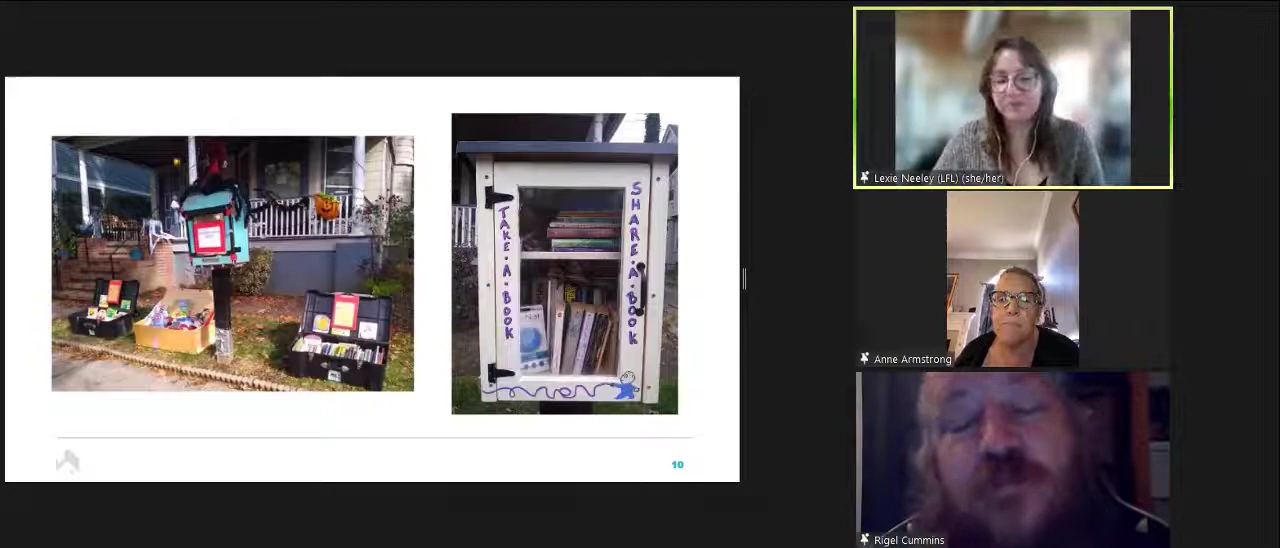 TAKE·A·BOOK
SHARE·A·BOOK
10
Lexie Neeley (LFL) (she/her)
Anne Armstrong
Rigel Cummins